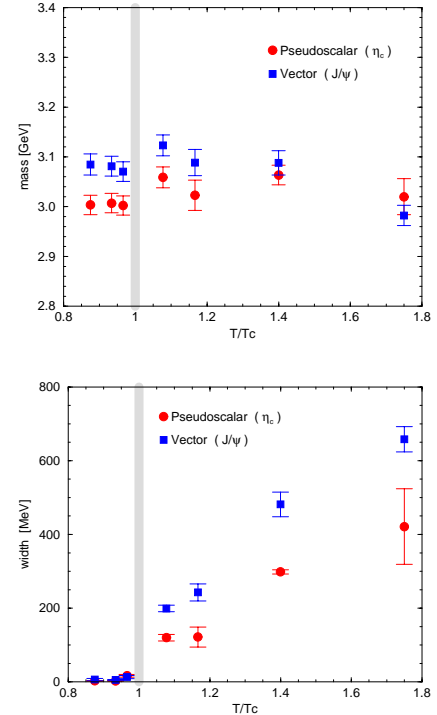 3.4
3.3
3.2
3.1
3.0
2.9
2.8
mass [GeV]
Pseudoscalar ( ηc )
Vector ( J/ψ )
0.8 1 1.2 1.4 1.6 1.8
T/Tc
800
600
400
200
0
width [MeV]
Pseudoscalar ( ηc )
Vector ( J/ψ )
0.8 1 1.2 1.4 1.6 1.8
T/Tc